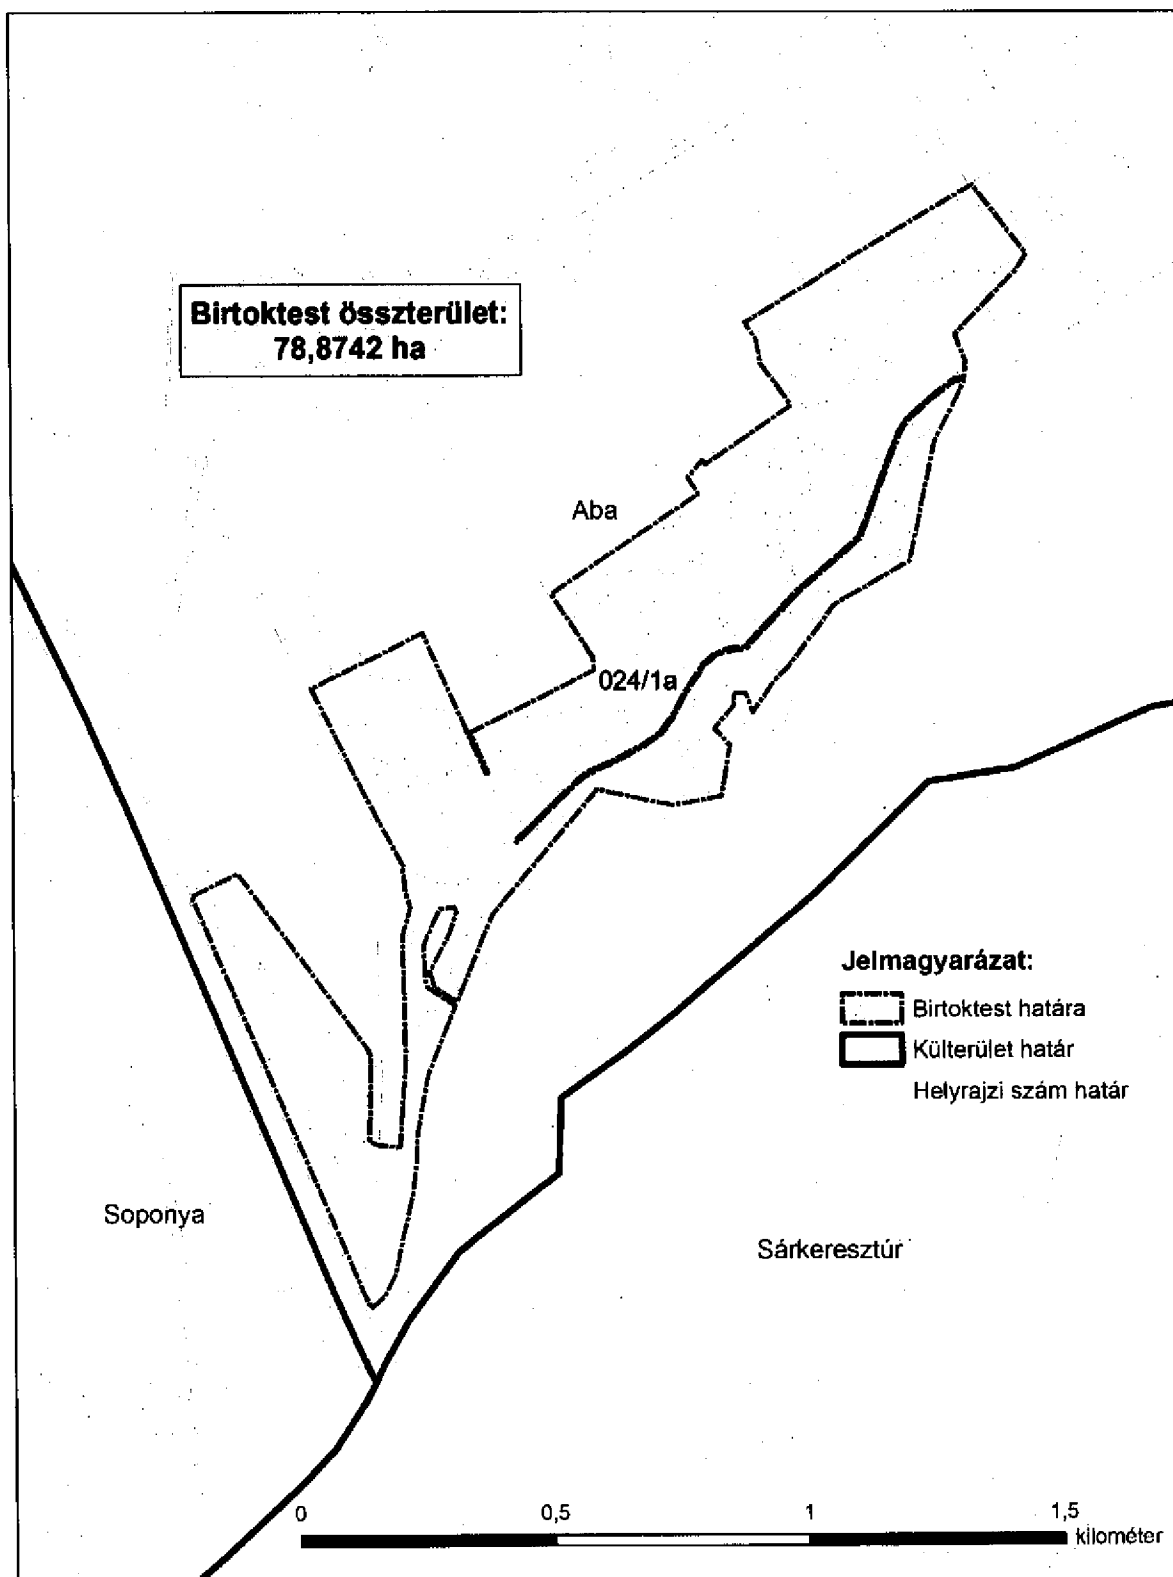 Birtoktest összterület:
78,8742 ha
Aba
024/1a
Jelmagyarázat:
Birtoktest határa
Külterület határ
Helyrajzi szám határ
Soponya
Sárkeresztúr
0 0,5 1 1,5
kilométer